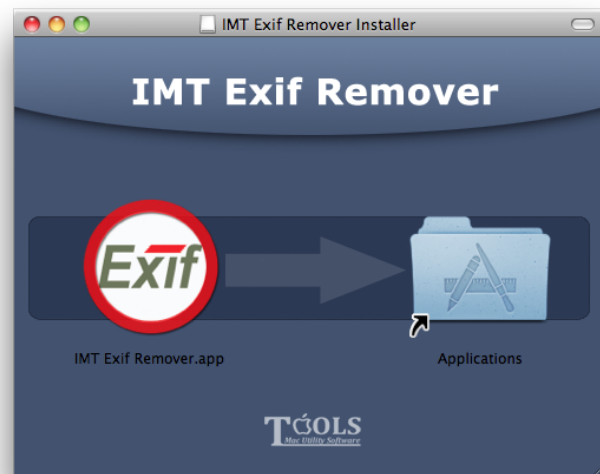 IMT Exif Remover Installer
IMT Exif Remover
Exif
IMT Exif Remover.app
Applications
TOOLS
Mac Utility Software